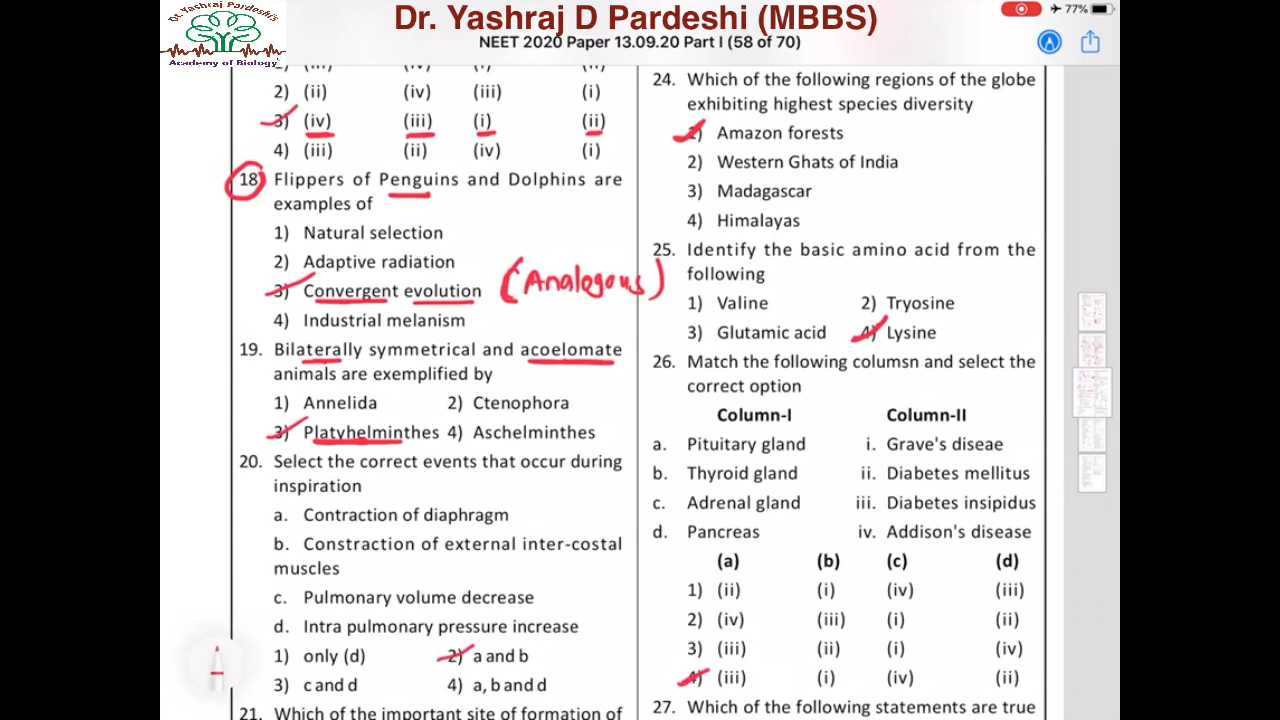 Dr. Yashraj Pardeshi's
Academy of Biology
Dr. Yashraj D Pardeshi (MBBS)
NEET 2020 Paper 13.09.20 Part I (58 of 70)
77%
2) (ii) (iv) (iii) (i)
3) (iv) (iii) (i) (ii)
4) (iii) (ii) (iv) (i)
18 Flippers of Penguins and Dolphins are
examples of
1) Natural selection
2) Adaptive radiation
3) Convergent evolution (Analogous)
4) Industrial melanism
19. Bilaterally symmetrical and acoelomate
animals are exemplified by
1) Annelida 2) Ctenophora
3) Platyhelminthes 4) Aschelminthes
20. Select the correct events that occur during
inspiration
a. Contraction of diaphragm
b. Constraction of external inter-costal
muscles
c. Pulmonary volume decrease
d. Intra pulmonary pressure increase
1) only (d) 2) a and b
3) c and d 4) a, b and d
21. Which of the important site of formation of
24. Which of the following regions of the globe
exhibiting highest species diversity
1) Amazon forests
2) Western Ghats of India
3) Madagascar
4) Himalayas
25. Identify the basic amino acid from the
following
1) Valine 2) Tryosine
3) Glutamic acid 4) Lysine
26. Match the following columsn and select the
correct option
Column-I Column-II
a. Pituitary gland i. Grave's diseae
b. Thyroid gland ii. Diabetes mellitus
c. Adrenal gland iii. Diabetes insipidus
d. Pancreas iv. Addison's disease
(a) (b) (c) (d)
1) (ii) (i) (iv) (iii)
2) (iv) (iii) (i) (ii)
3) (iii) (ii) (i) (iv)
4) (iii) (i) (iv) (ii)
27. Which of the following statements are true